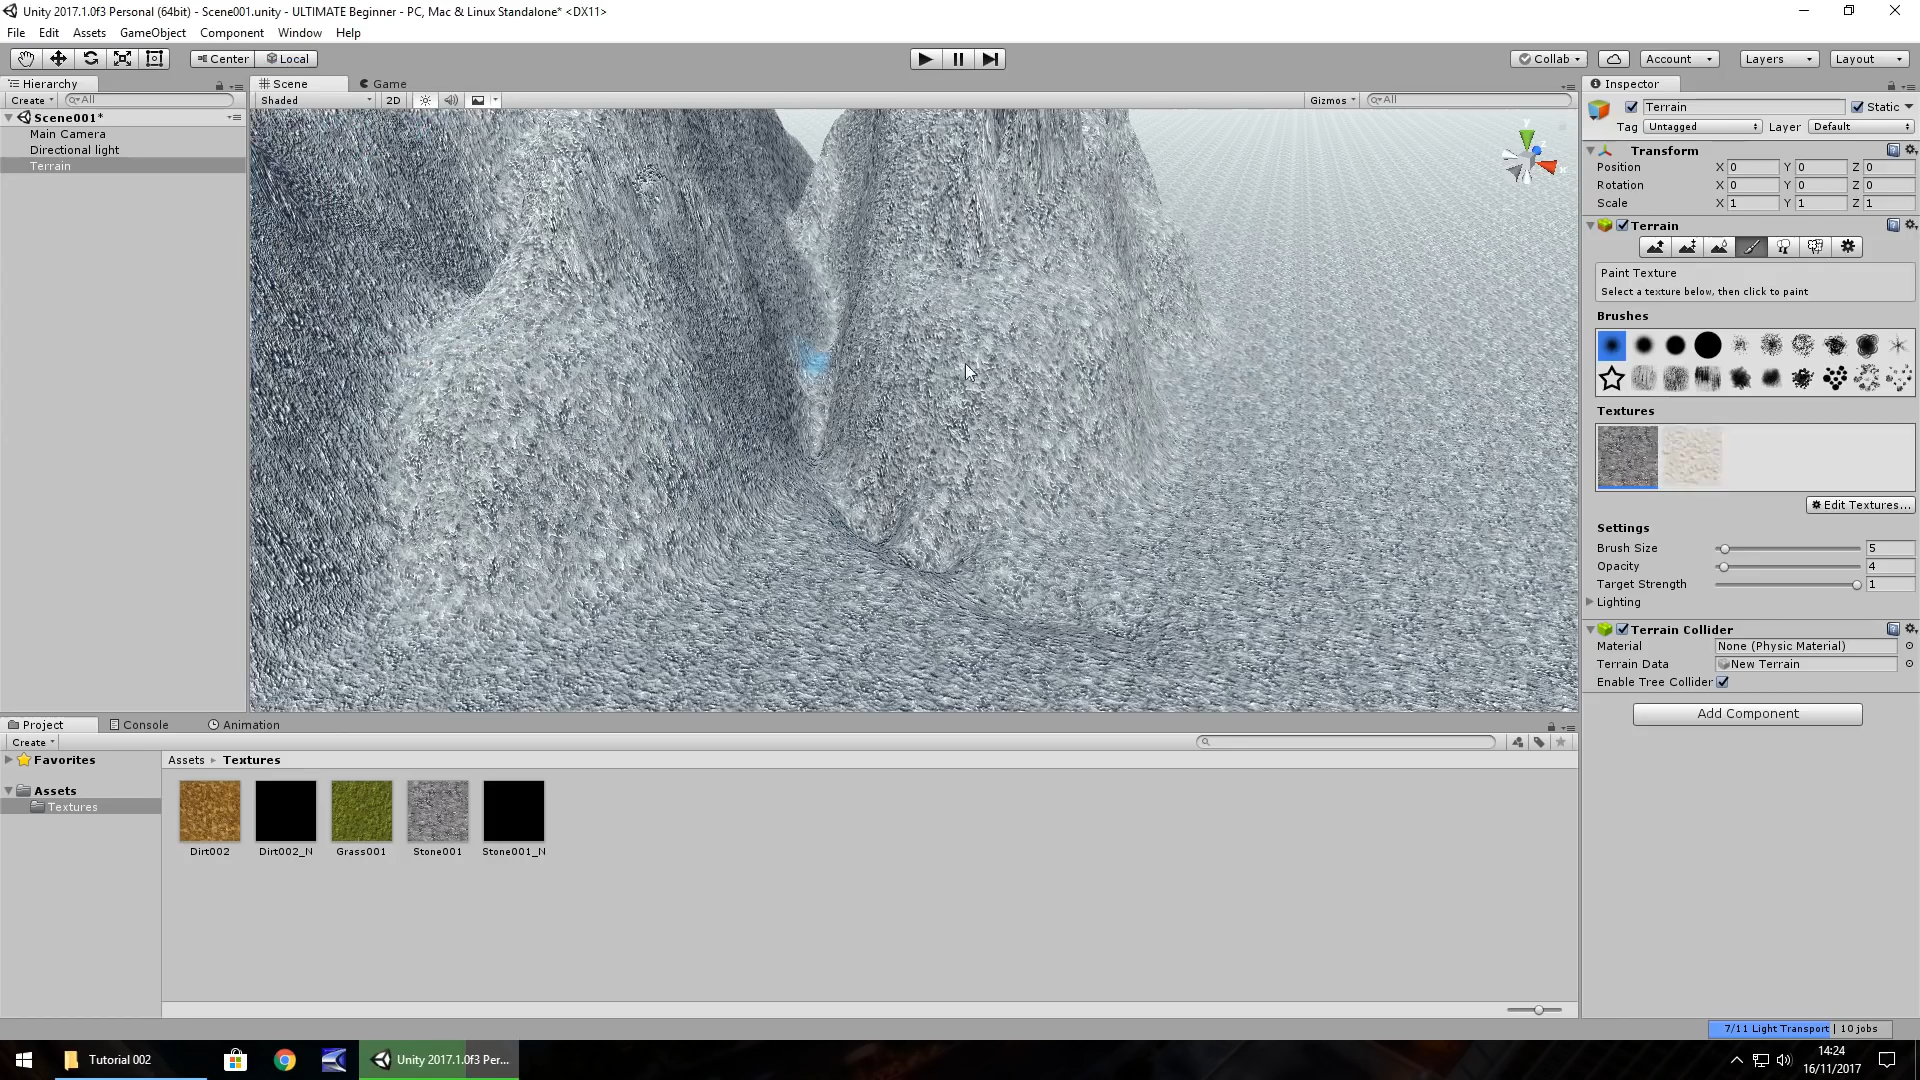 Unity 2017.1.0f3 Personal (64bit) - Scene001.unity - ULTIMATE Beginner - PC, Mac & Linux Standalone* <DX11>
File Edit Assets GameObject Component Window Help
Center Local Collab Account Layers Layout
Hierarchy
Create All
Scene001*
Main Camera
Directional light
Terrain
Scene Game
Shaded 2D Gizmos All
y
x
Inspector
Terrain Static
Tag Untagged Layer Default
Transform
Position X 0 Y 0 Z 0
Rotation X 0 Y 0 Z 0
Scale X 1 Y 1 Z 1
Terrain
Paint Texture
Select a texture below, then click to paint
Brushes
Textures
Edit Textures...
Settings
Brush Size 5
Opacity 4
Target Strength 1
Lighting
Terrain Collider
Material None (Physic Material)
Terrain Data New Terrain
Enable Tree Collider
Add Component
Project Console Animation
Create
Favorites
Assets
Textures
Assets Textures
Dirt002 Dirt002_N Grass001 Stone001 Stone001_N
7/11 Light Transport | 10 jobs
Tutorial 002
Unity 2017.1.0f3 Per...
14:24
16/11/2017